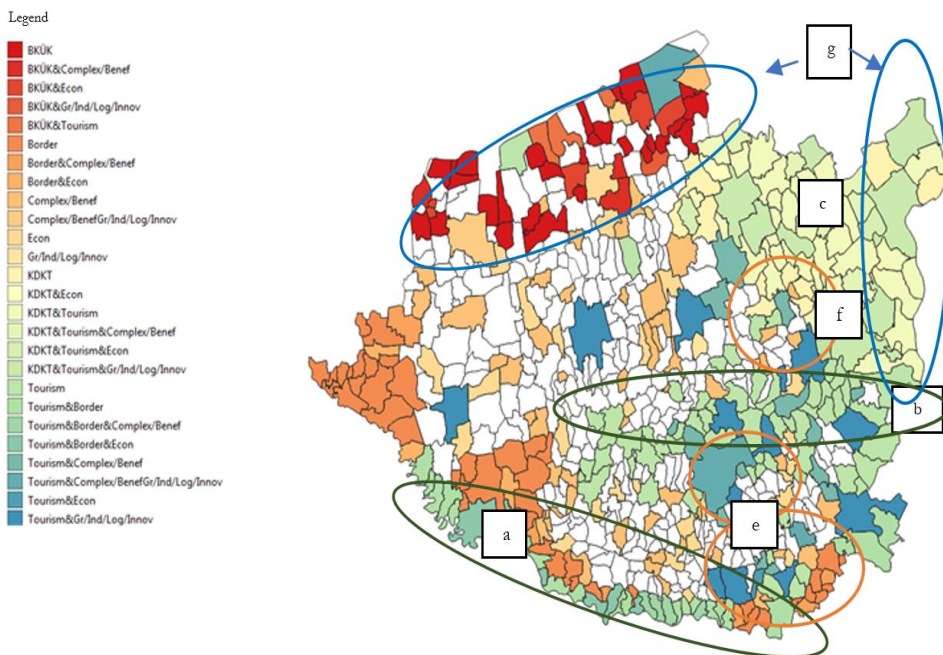 Legend
BKÜK
BKÜK&Complex/Benef
BKÜK&Econ
BKÜK&Gr/Ind/Log/Innov
BKÜK&Tourism
Border
Border&Complex/Benef
Border&Econ
Complex/Benef
Complex/BenefGr/Ind/Log/Innov
Econ
Gr/Ind/Log/Innov
KDKT
KDKT&Econ
KDKT&Tourism
KDKT&Tourism&Complex/Benef
KDKT&Tourism&Econ
KDKT&Tourism&Gr/Ind/Log/Innov
Tourism
Tourism&Border
Tourism&Border&Complex/Benef
Tourism&Border&Econ
Tourism&Complex/Benef
Tourism&Complex/BenefGr/Ind/Log/Innov
Tourism&Econ
Tourism&Gr/Ind/Log/Innov
g
c
f
b
e
a